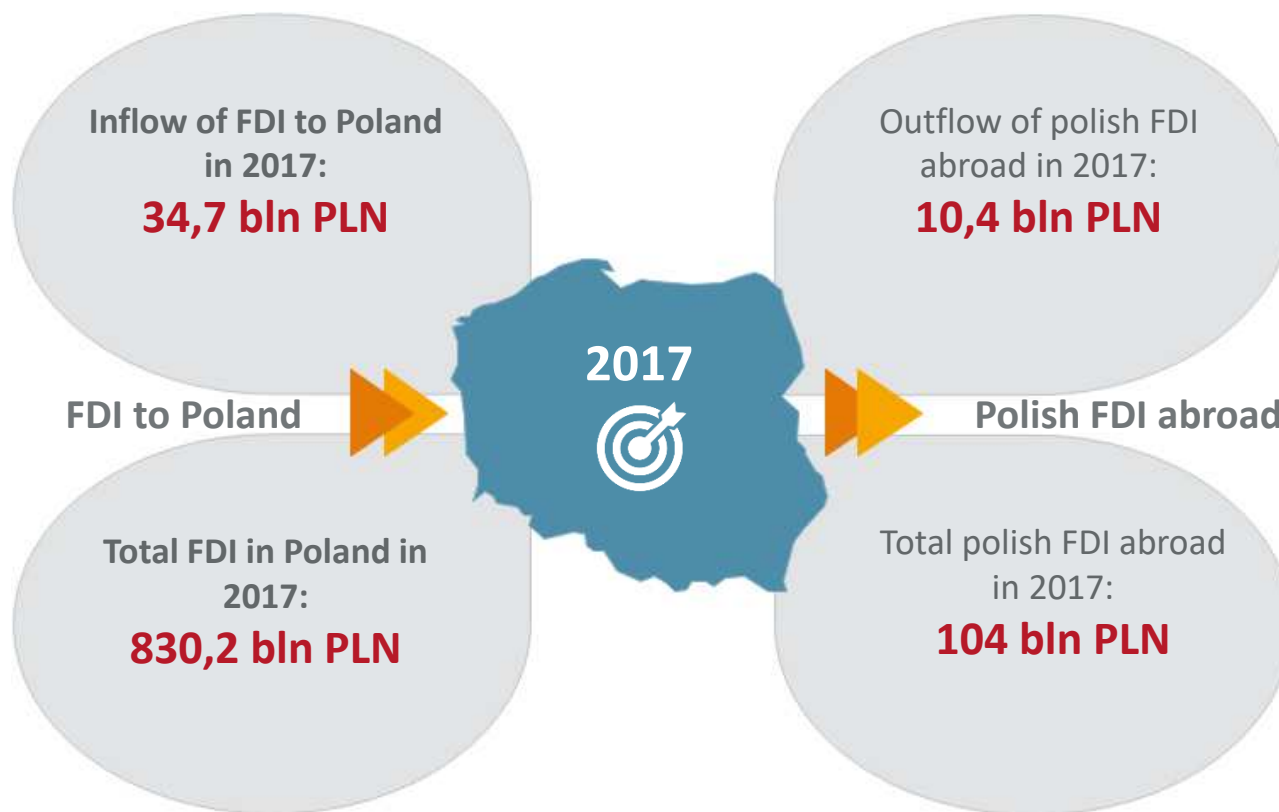 Inflow of FDI to Poland
in 2017:
34,7 bln PLN
Outflow of polish FDI
abroad in 2017:
10,4 bln PLN
2017
FDI to Poland
Polish FDI abroad
Total FDI in Poland in
2017:
830,2 bln PLN
Total polish FDI abroad
in 2017:
104 bln PLN